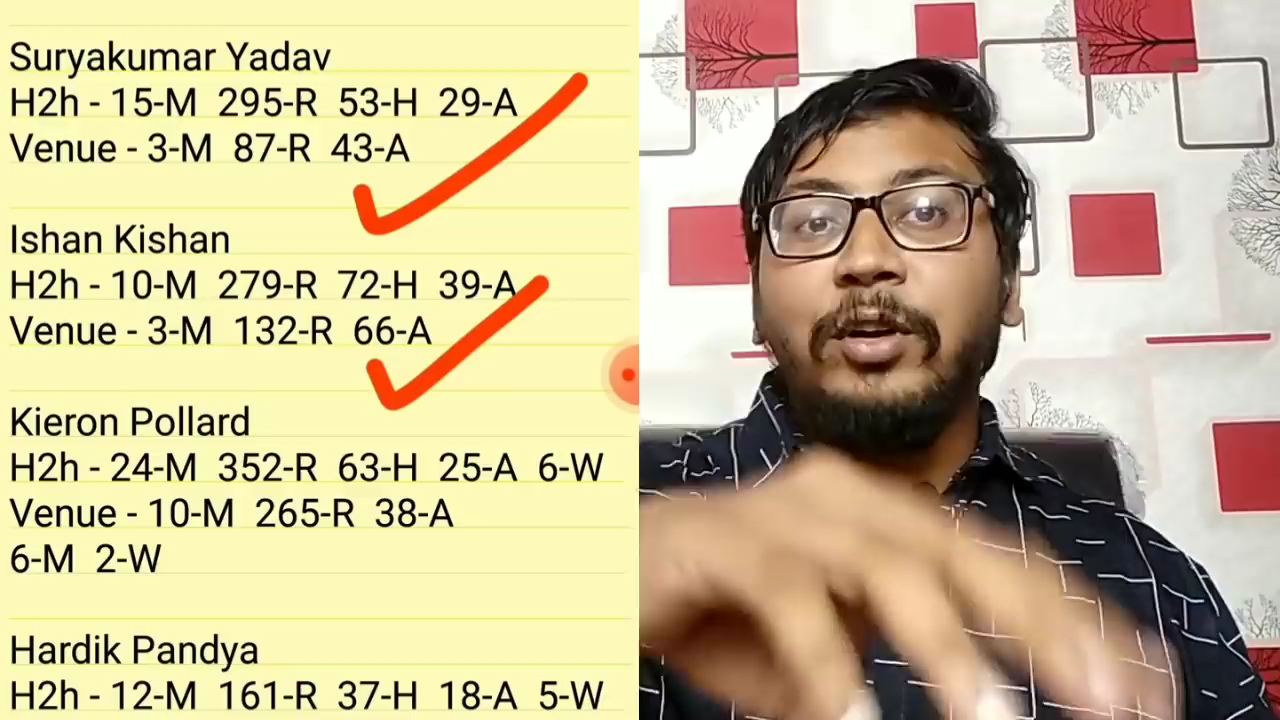 Suryakumar Yadav
H2h - 15-M 295-R 53-H 29-A
Venue - 3-M 87-R 43-A
Ishan Kishan
H2h - 10-M 279-R 72-H 39-A
Venue - 3-M 132-R 66-A
Kieron Pollard
H2h - 24-M 352-R 63-H 25-A 6-W
Venue - 10-M 265-R 38-A
6-M 2-W
Hardik Pandya
H2h - 12-M 161-R 37-H 18-A 5-W